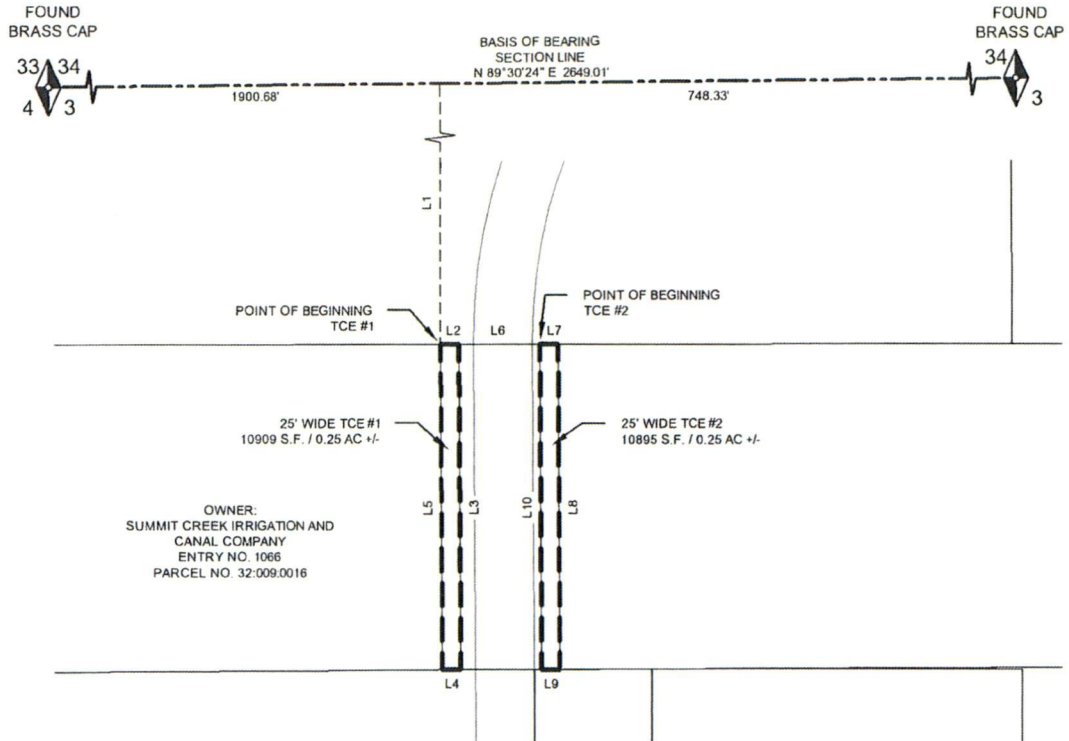 FOUND
BRASS CAP
33 34
4 3
BASIS OF BEARING
SECTION LINE
N 89°30'24" E 2649.01'
1900.68'
748.33'
FOUND
BRASS CAP
34
3
L1
POINT OF BEGINNING
TCE #1
L2
L6
L7
POINT OF BEGINNING
TCE #2
25' WIDE TCE #1
10909 S.F. / 0.25 AC +/-
25' WIDE TCE #2
10895 S.F. / 0.25 AC +/-
L5
L3
L10
L8
OWNER:
SUMMIT CREEK IRRIGATION AND
CANAL COMPANY
ENTRY NO. 1066
PARCEL NO. 32:009:0016
L4
L9